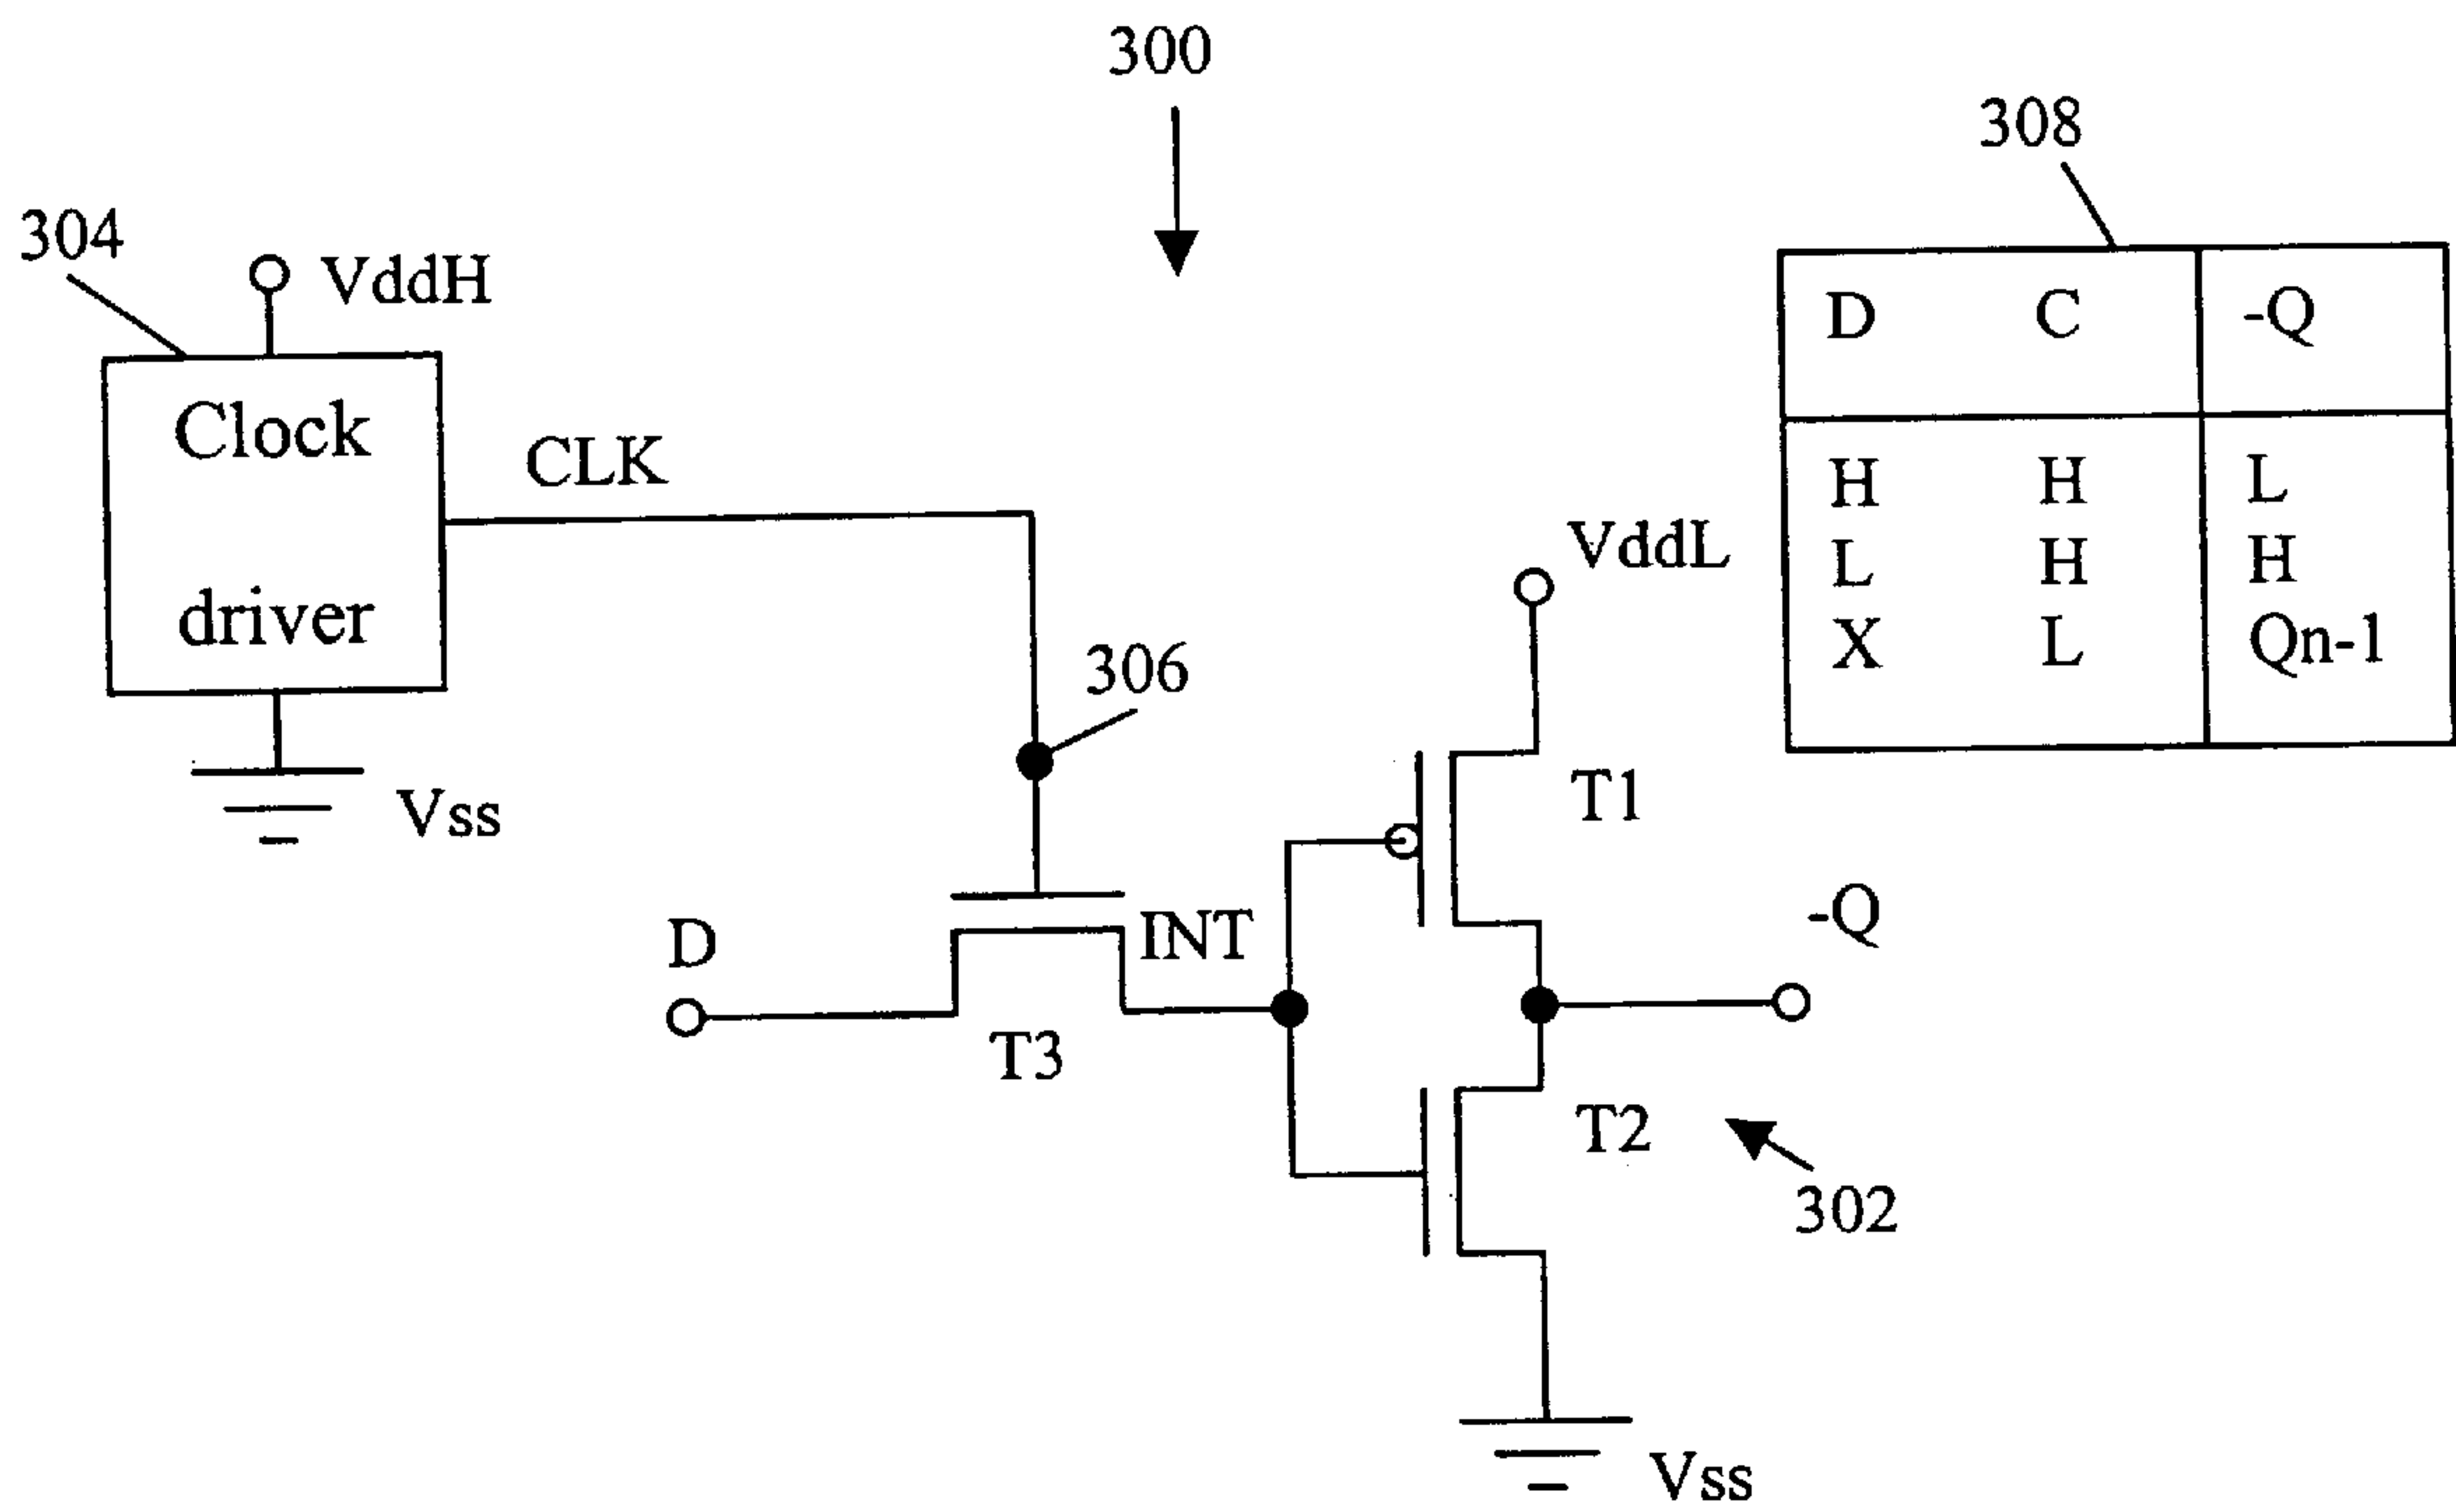 300
308
304
VddH
D C -Q
Clock
driver
CLK
H H L
L H H
X L Qn-1
VddL
306
T1
Vss
D
INT
-Q
T3
T2
302
Vss